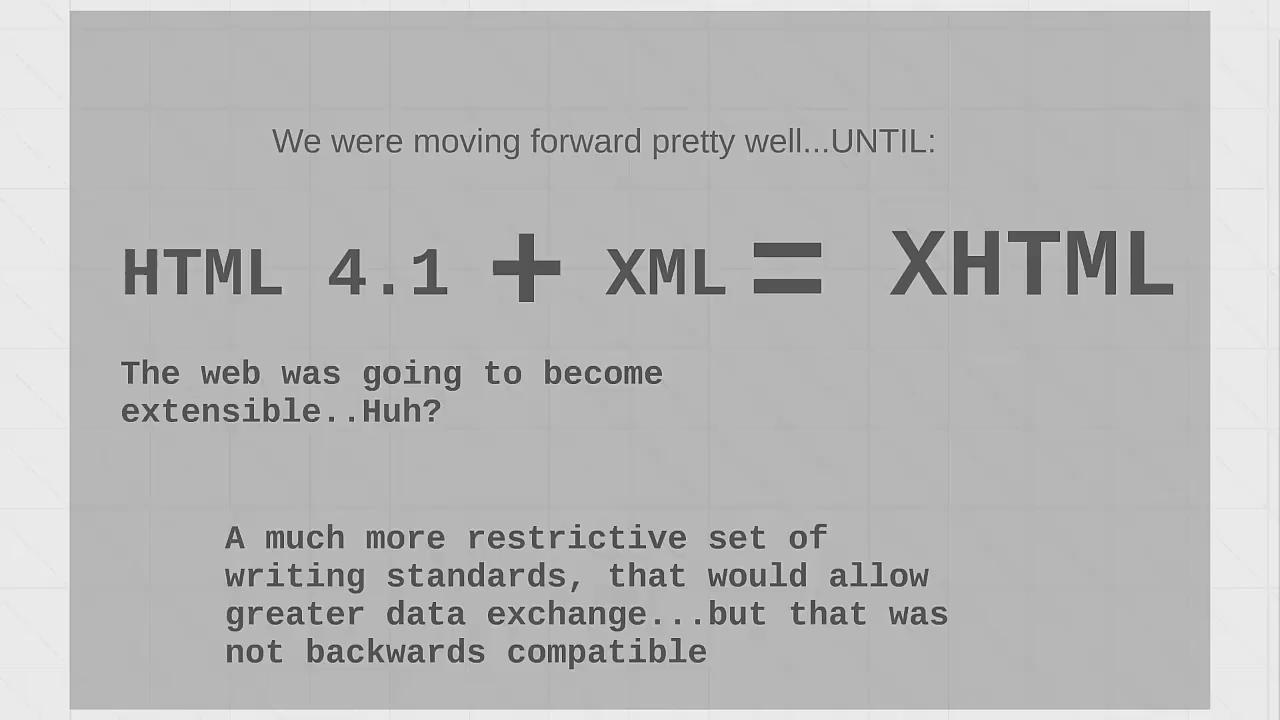 We were moving forward pretty well...UNTIL:
HTML 4.1 + XML = XHTML
The web was going to become
extensible..Huh?
A much more restrictive set of
writing standards, that would allow
greater data exchange...but that was
not backwards compatible